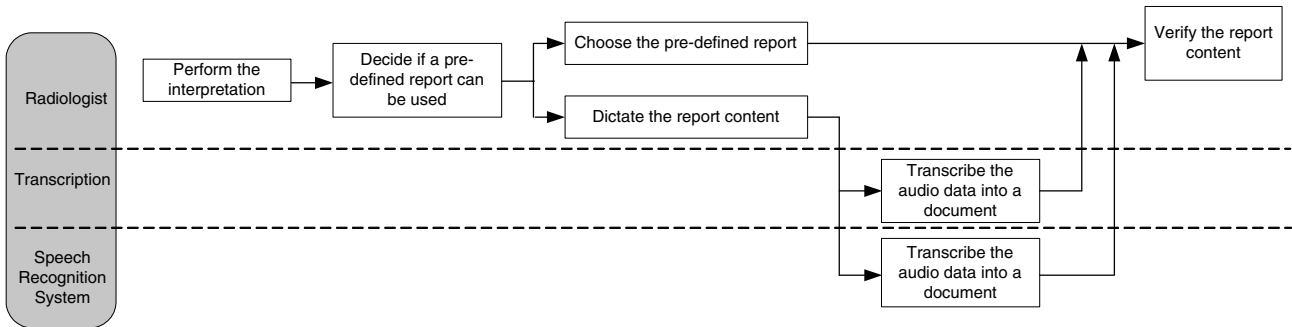 Radiologist
Transcription
Speech
Recognition
System
Perform the
interpretation
Decide if a pre-
defined report can
be used
Choose the pre-defined report
Dictate the report content
Transcribe the
audio data into a
document
Transcribe the
audio data into a
document
Verify the report
content